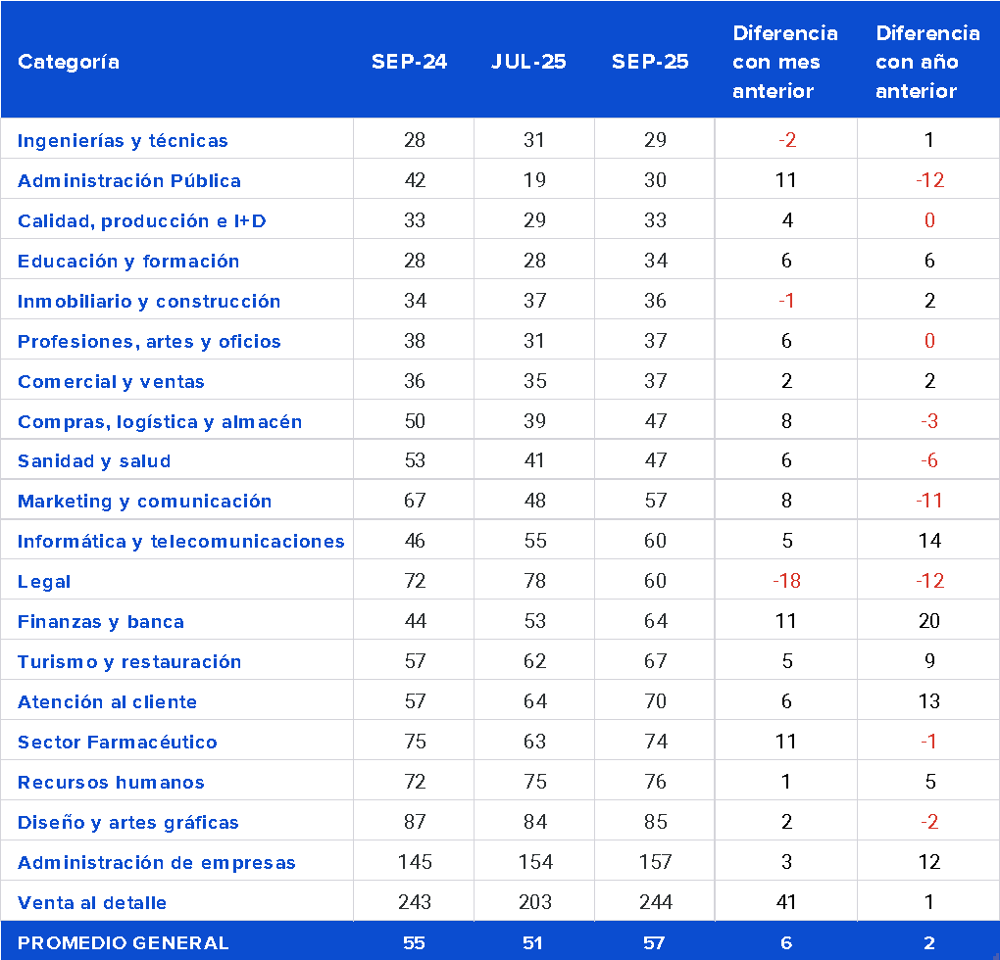 Categoría SEP-24 JUL-25 SEP-25 Diferencia con mes anterior Diferencia con año anterior
Ingenierías y técnicas 28 31 29 -2 1
Administración Pública 42 19 30 11 -12
Calidad, producción e I+D 33 29 33 4 0
Educación y formación 28 28 34 6 6
Inmobiliario y construcción 34 37 36 -1 2
Profesiones, artes y oficios 38 31 37 6 0
Comercial y ventas 36 35 37 2 2
Compras, logística y almacén 50 39 47 8 -3
Sanidad y salud 53 41 47 6 -6
Marketing y comunicación 67 48 57 8 -11
Informática y telecomunicaciones 46 55 60 5 14
Legal 72 78 60 -18 -12
Finanzas y banca 44 53 64 11 20
Turismo y restauración 57 62 67 5 9
Atención al cliente 57 64 70 6 13
Sector Farmacéutico 75 63 74 11 -1
Recursos humanos 72 75 76 1 5
Diseño y artes gráficas 87 84 85 2 -2
Administración de empresas 145 154 157 3 12
Venta al detalle 243 203 244 41 1
PROMEDIO GENERAL 55 51 57 6 2